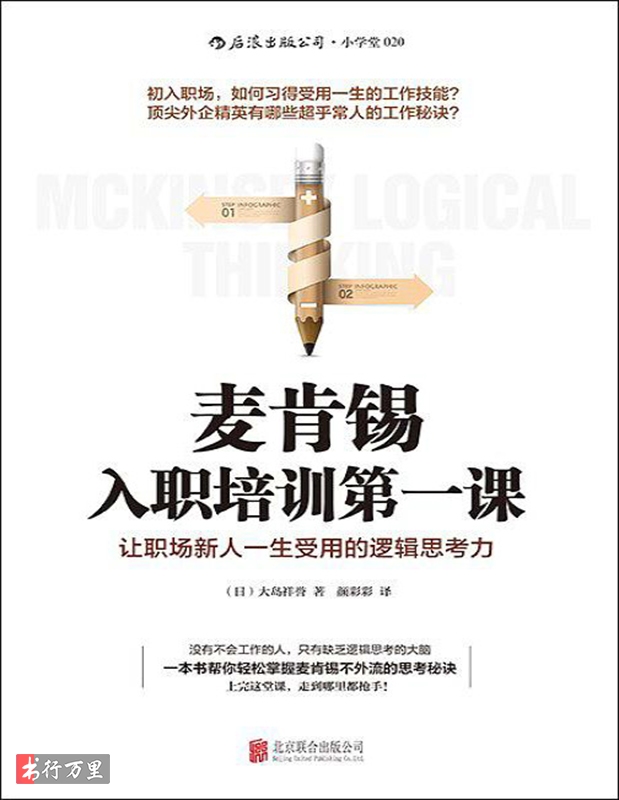 后浪出版公司·小学堂 020
初入职场，如何习得受用一生的工作技能？
顶尖外企精英有哪些超乎常人的工作秘诀？
MCKINSEY LOGICAL
THINKING
STEP INFOGRAPHIC
01
STEP INFOGRAPHIC
02
麦肯锡
入职培训第一课
让职场新人一生受用的逻辑思考力
（日）大岛祥誉 著 颜彩彩 译
没有不会工作的人，只有缺乏逻辑思考的大脑
一本书帮你轻松掌握麦肯锡不外流的思考秘诀
上完这堂课，走到哪里都抢手！
北京联合出版公司
Beijing United Publishing Co.,Ltd.
书行万里